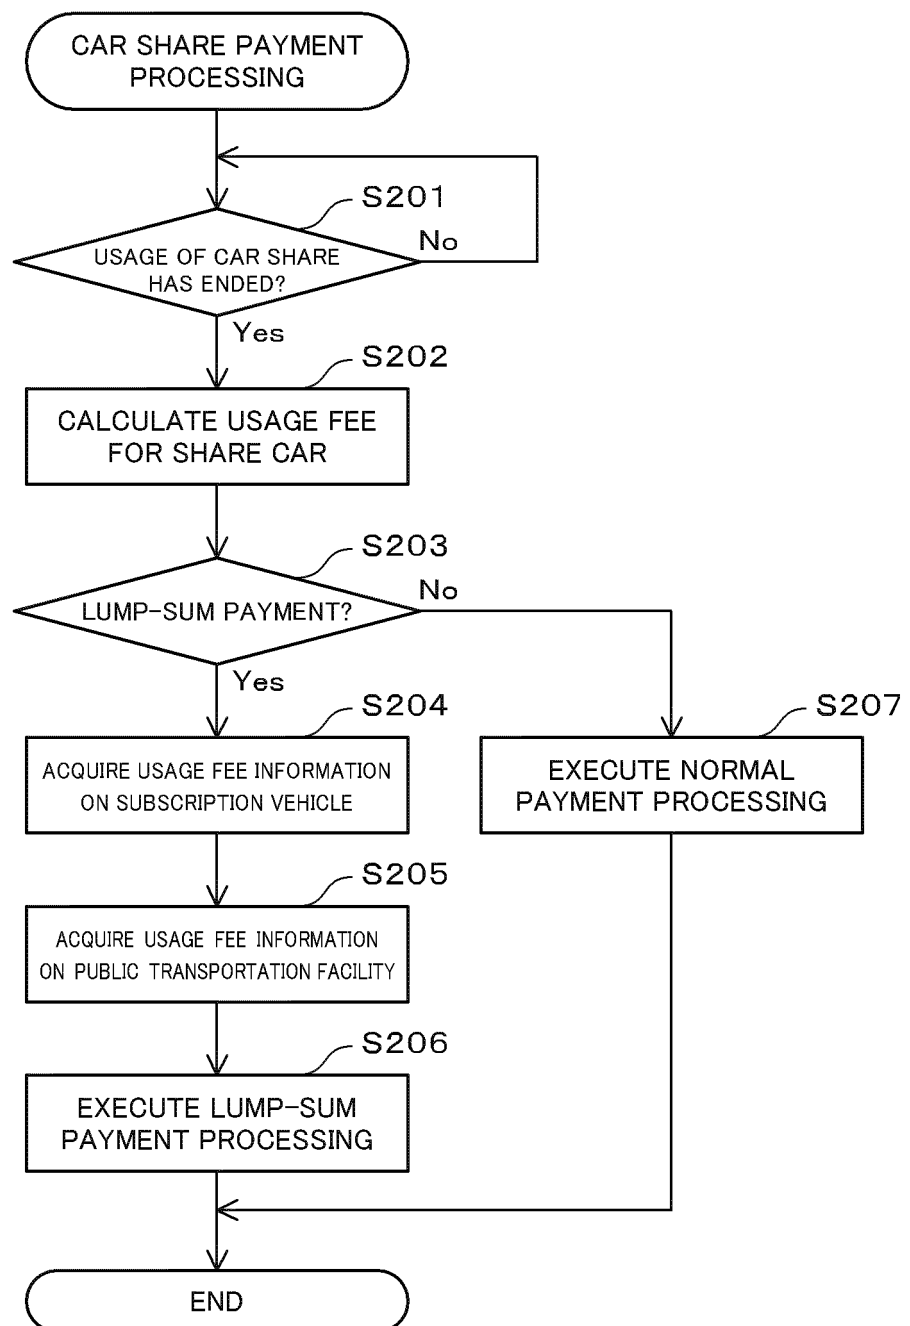 CAR SHARE PAYMENT
PROCESSING
S201
USAGE OF CAR SHARE
HAS ENDED?
No
Yes
S202
CALCULATE USAGE FEE
FOR SHARE CAR
S203
LUMP-SUM PAYMENT?
No
Yes
S204
ACQUIRE USAGE FEE INFORMATION
ON SUBSCRIPTION VEHICLE
S207
EXECUTE NORMAL
PAYMENT PROCESSING
S205
ACQUIRE USAGE FEE INFORMATION
ON PUBLIC TRANSPORTATION FACILITY
S206
EXECUTE LUMP-SUM
PAYMENT PROCESSING
END